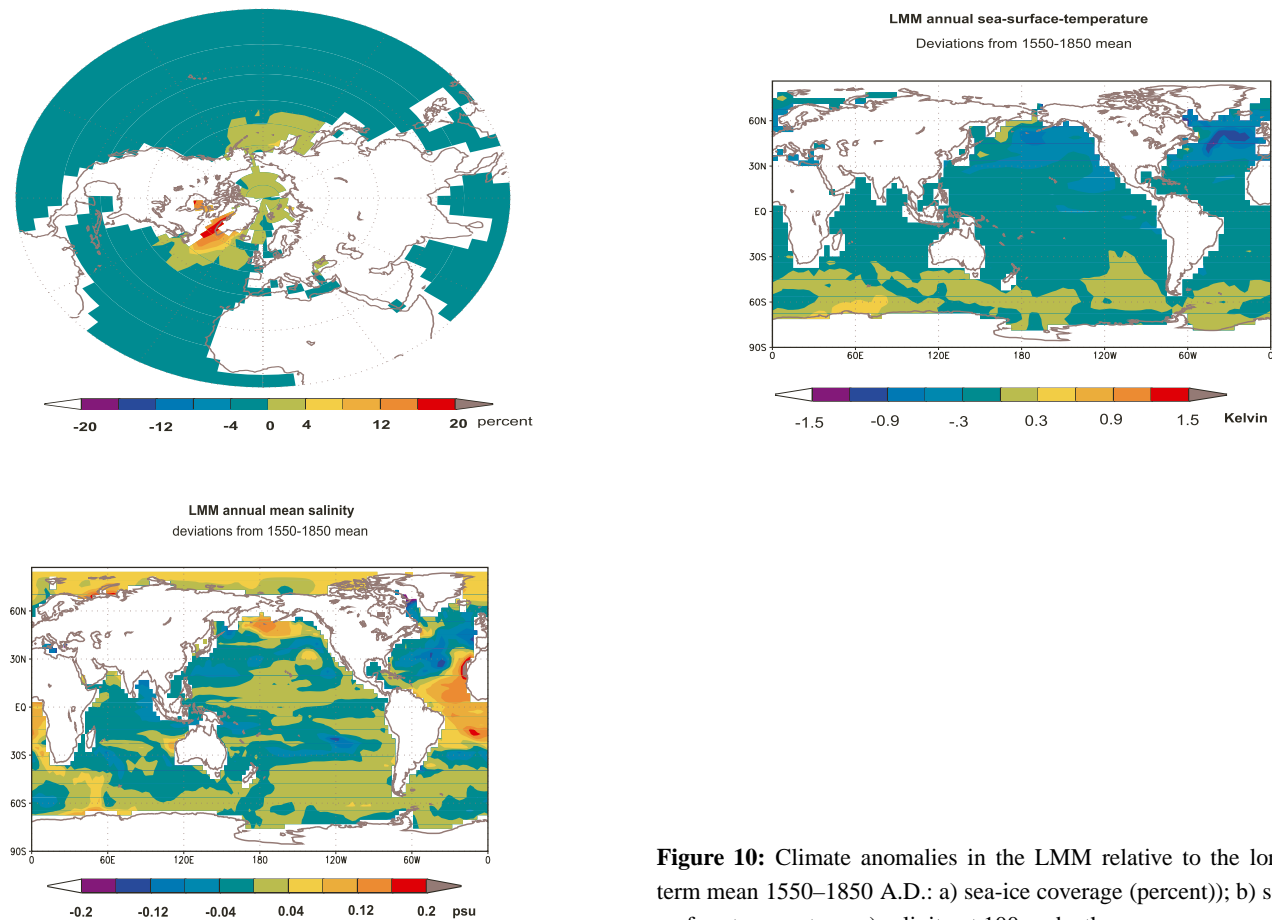 -20 -12 -4 0 4 12 20 percent
LMM annual sea-surface-temperature
Deviations from 1550-1850 mean
60N
30N
EQ
30S
60S
90S
0 60E 120E 180 120W 60W 0
-1.5 -0.9 -.3 0.3 0.9 1.5 Kelvin
LMM annual mean salinity
deviations from 1550-1850 mean
60N
30N
EQ
30S
60S
90S
0 60E 120E 180 120W 60W 0
-0.2 -0.12 -0.04 0.04 0.12 0.2 psu
Figure 10: Climate anomalies in the LMM relative to the lon
term mean 1550–1850 A.D.: a) sea-ice coverage (percent)); b) s